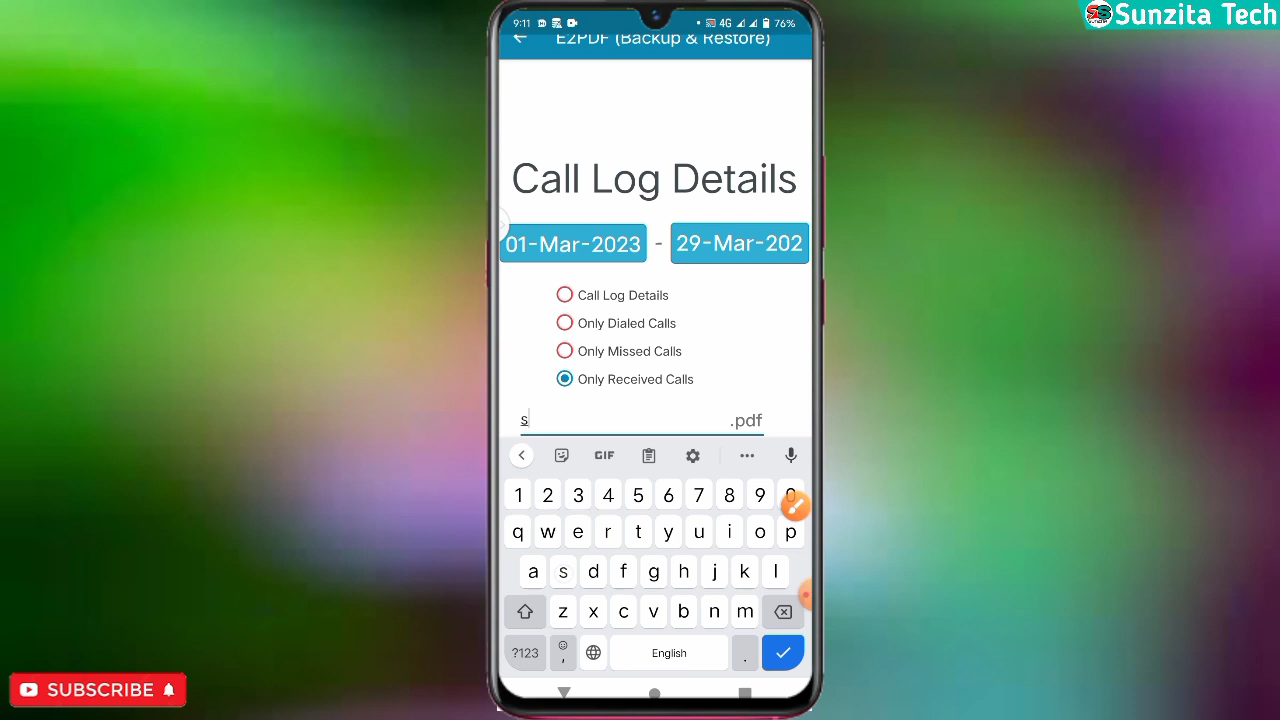 Sunzita Tech
9:11 4G 76%
E2PDF (Backup & Restore)
Call Log Details
01-Mar-2023 - 29-Mar-202
Call Log Details
Only Dialed Calls
Only Missed Calls
Only Received Calls
s .pdf
GIF
1 2 3 4 5 6 7 8 9 0
q w e r t y u i o p
a s d f g h j k l
z x c v b n m
?123 , English .
SUBSCRIBE